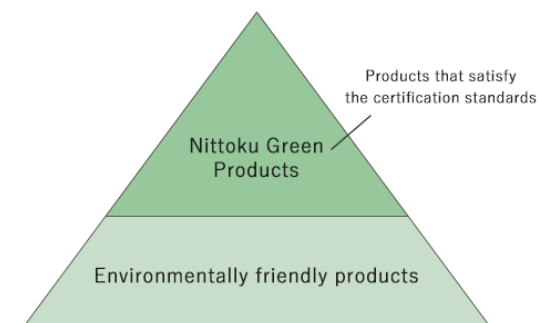 Products that satisfy
the certification standards
Nittoku Green
Products
Environmentally friendly products